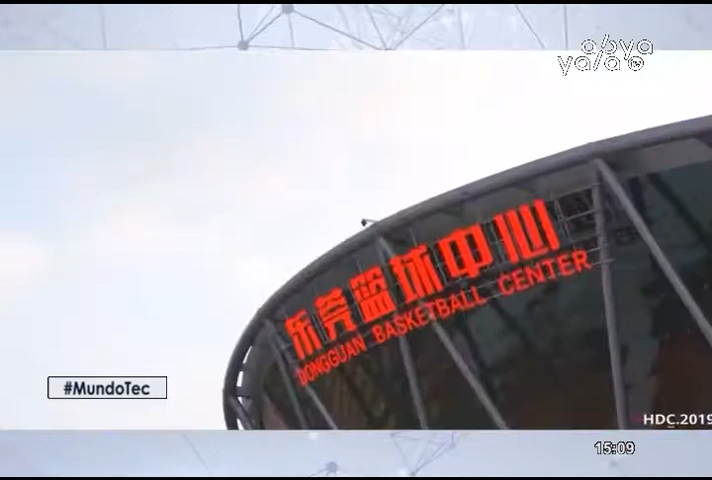 abya
yala tv
东莞篮球中心
DONGGUAN BASKETBALL CENTER
#MundoTec
HDC.2019
15:09